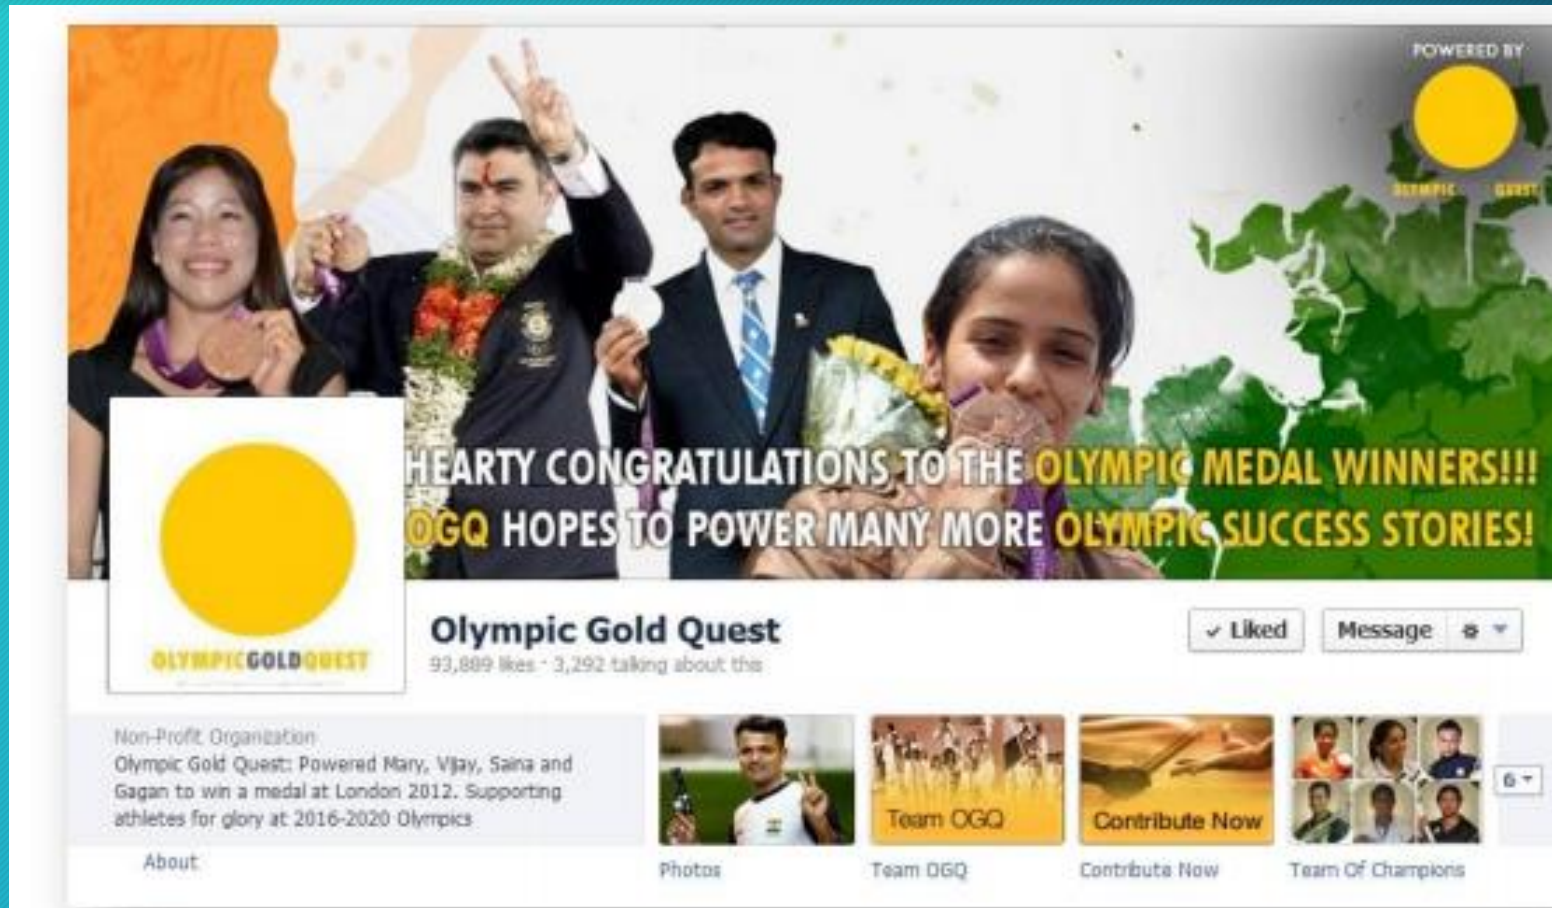 POWERED BY
OLYMPIC QUEST
HEARTY CONGRATULATIONS TO THE OLYMPIC MEDAL WINNERS!!!
OGQ HOPES TO POWER MANY MORE OLYMPIC SUCCESS STORIES!
OLYMPICGOLDQUEST
Olympic Gold Quest
93,889 likes · 3,292 talking about this
✓ Liked
Message
Non-Profit Organization
Olympic Gold Quest: Powered Mary, Vijay, Saina and
Gagan to win a medal at London 2012. Supporting
athletes for glory at 2016-2020 Olympics
About
Team OGQ
Contribute Now
6
Photos
Team OGQ
Contribute Now
Team Of Champions